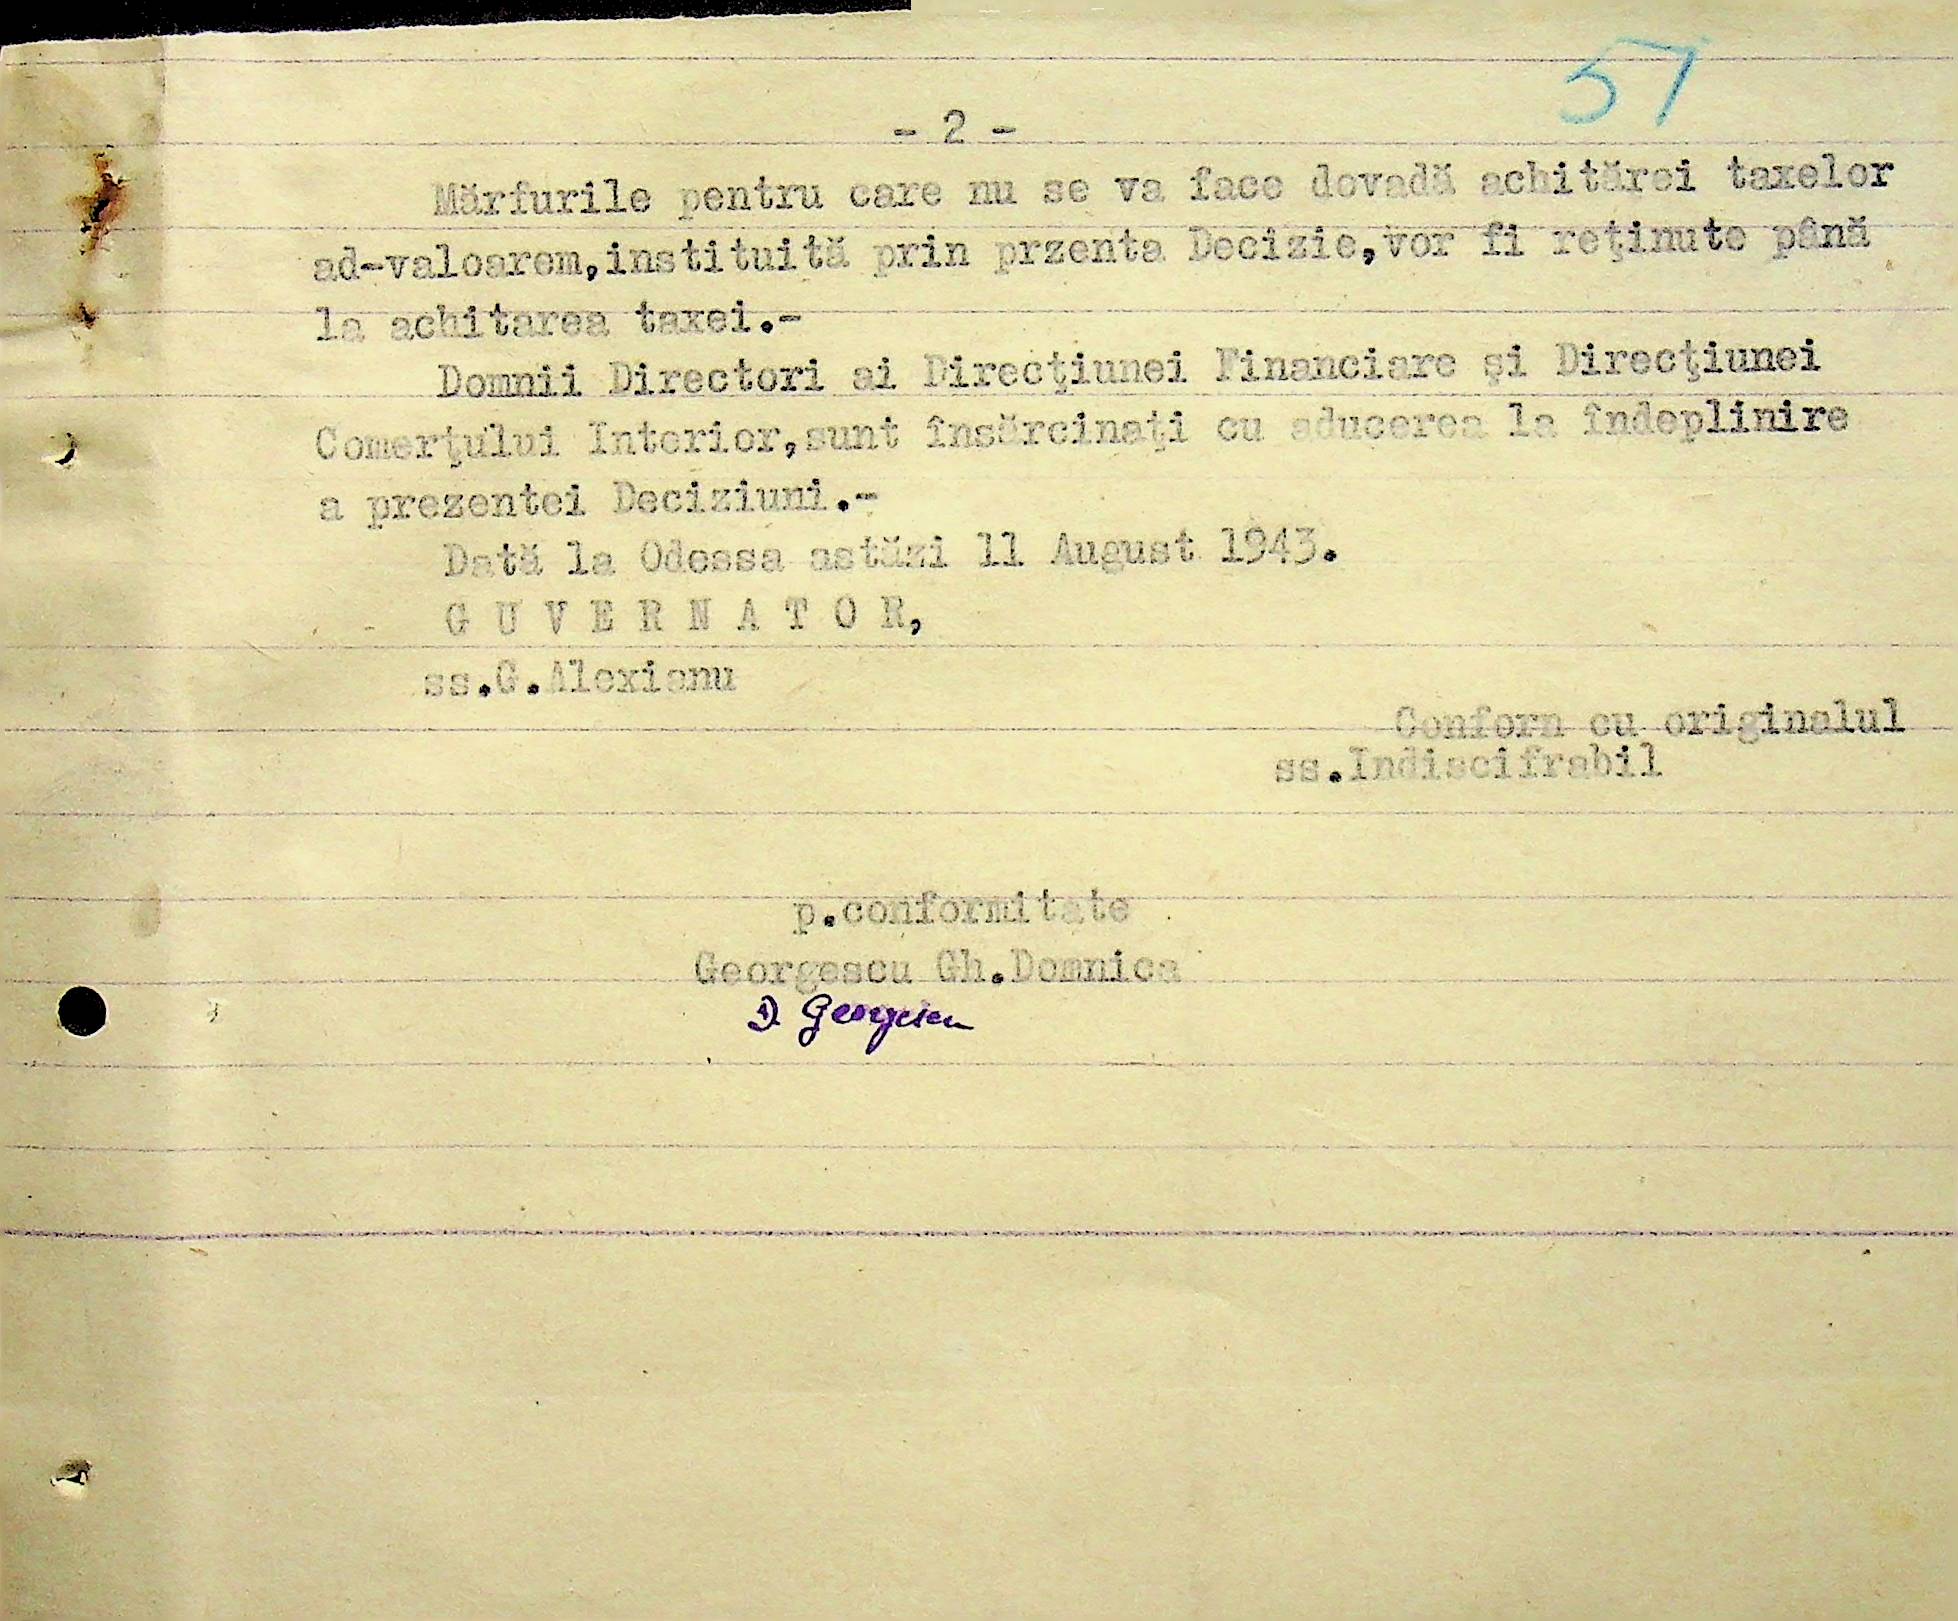 57
- 2 -
Mărfurile pentru care nu se va face dovadă achitărei taxelor
ad-valoarem,instituită prin przenta Decizie,vor fi reţinute până
la achitarea taxei.-
Domnii Directori ai Direcţiunei Financiare şi Direcţiunei
Comerţului Interior,sunt însărcinaţi cu aducerea la îndeplinire
a prezentei Deciziuni.-
Dată la Odessa astăzi 11 August 1943.
G U V E R N A T O R,
ss.G.Alexianu
Conform cu originalul
ss.Indiscifrabil
p.conformitate
Georgescu Gh.Domnica
D. Georgescu